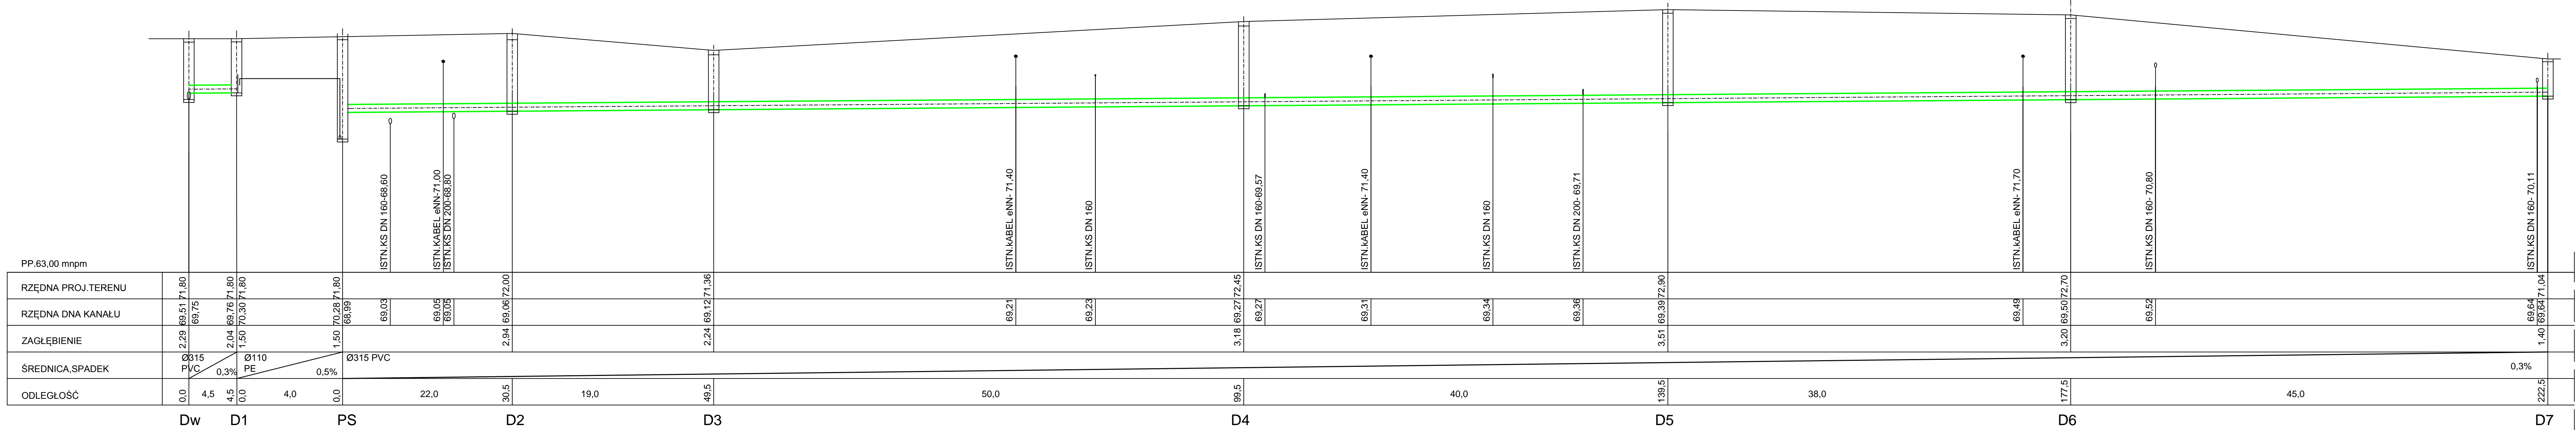 ISTN.KS DN 160-68,60
ISTN.KABEL eNN-71,00
ISTN.KS DN 200-68,80
ISTN.kABEL eNN- 71,40
ISTN.KS DN 160
ISTN.KS DN 160-69,57
ISTN.kABEL eNN- 71,40
ISTN.KS DN 160
ISTN.KS DN 200- 69,71
ISTN.kABEL eNN- 71,70
ISTN.KS DN 160- 70,80
ISTN.KS DN 160- 70,11
PP.63,00 mnpm
RZĘDNA PROJ.TERENU 71,80 71,80 71,80 71,80 72,00 71,36 72,45 72,90 72,70 71,04
RZĘDNA DNA KANAŁU 69,51 69,75 69,76 70,30 70,28 68,99 69,03 69,05 69,05 69,06 69,12 69,21 69,23 69,27 69,27 69,31 69,34 69,36 69,39 69,49 69,50 69,52 69,64 69,64
ZAGŁĘBIENIE 2,29 2,04 1,50 1,50 2,94 2,24 3,18 3,51 3,20 1,40
ŚREDNICA,SPADEK Ø315 PVC 0,3% Ø110 PE 0,5% Ø315 PVC 0,3%
ODLEGŁOŚĆ 0,0 4,5 4,5 0,0 4,0 0,0 22,0 30,5 19,0 49,5 50,0 99,5 40,0 139,5 38,0 177,5 45,0 222,5
Dw D1 PS D2 D3 D4 D5 D6 D7